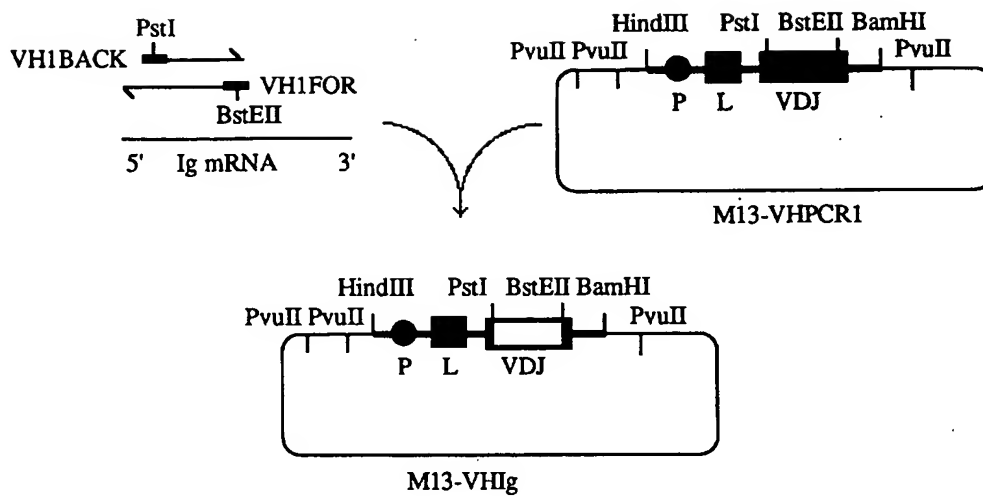 PstI
VH1BACK
VH1FOR
BstEII
5' Ig mRNA 3'
HindIII PstI BstEII BamHI
PvuII PvuII PvuII
P L VDJ
M13-VHPCR1
HindIII PstI BstEII BamHI
PvuII PvuII PvuII
P L VDJ
M13-VHIg